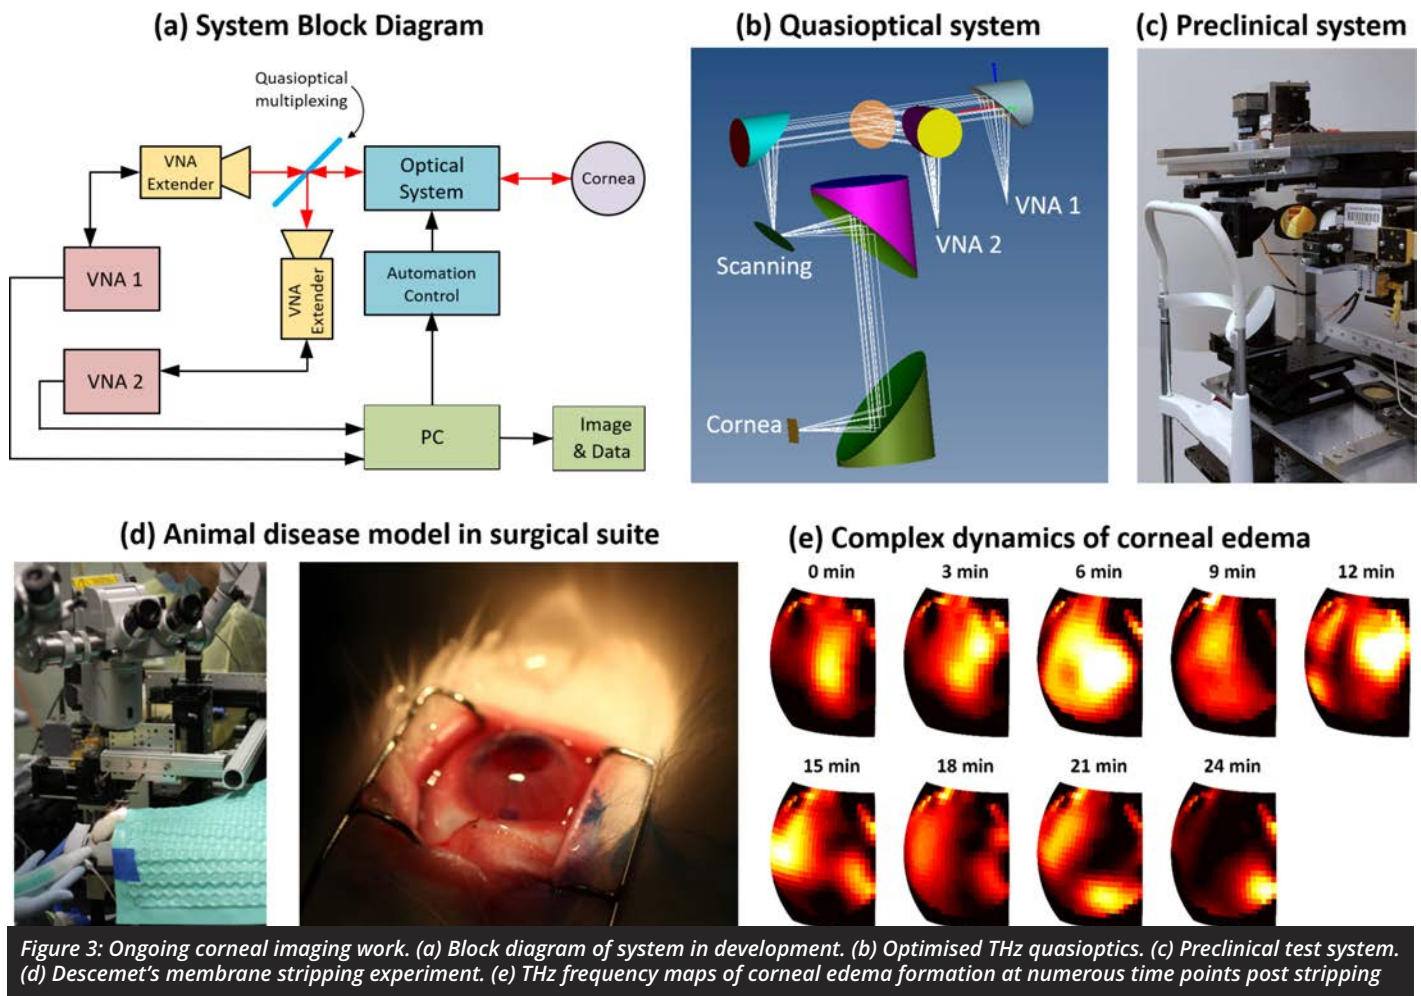 (a) System Block Diagram
Quasioptical
multiplexing
VNA
Extender
Optical
System
Cornea
VNA 1
VNA
Extender
Automation
Control
VNA 2
PC
Image
& Data
(b) Quasioptical system
VNA 1
VNA 2
Scanning
Cornea
(c) Preclinical system
(d) Animal disease model in surgical suite
(e) Complex dynamics of corneal edema
0 min
3 min
6 min
9 min
12 min
15 min
18 min
21 min
24 min
Figure 3: Ongoing corneal imaging work. (a) Block diagram of system in development. (b) Optimised THz quasioptics. (c) Preclinical test system.
(d) Descemet’s membrane stripping experiment. (e) THz frequency maps of corneal edema formation at numerous time points post stripping